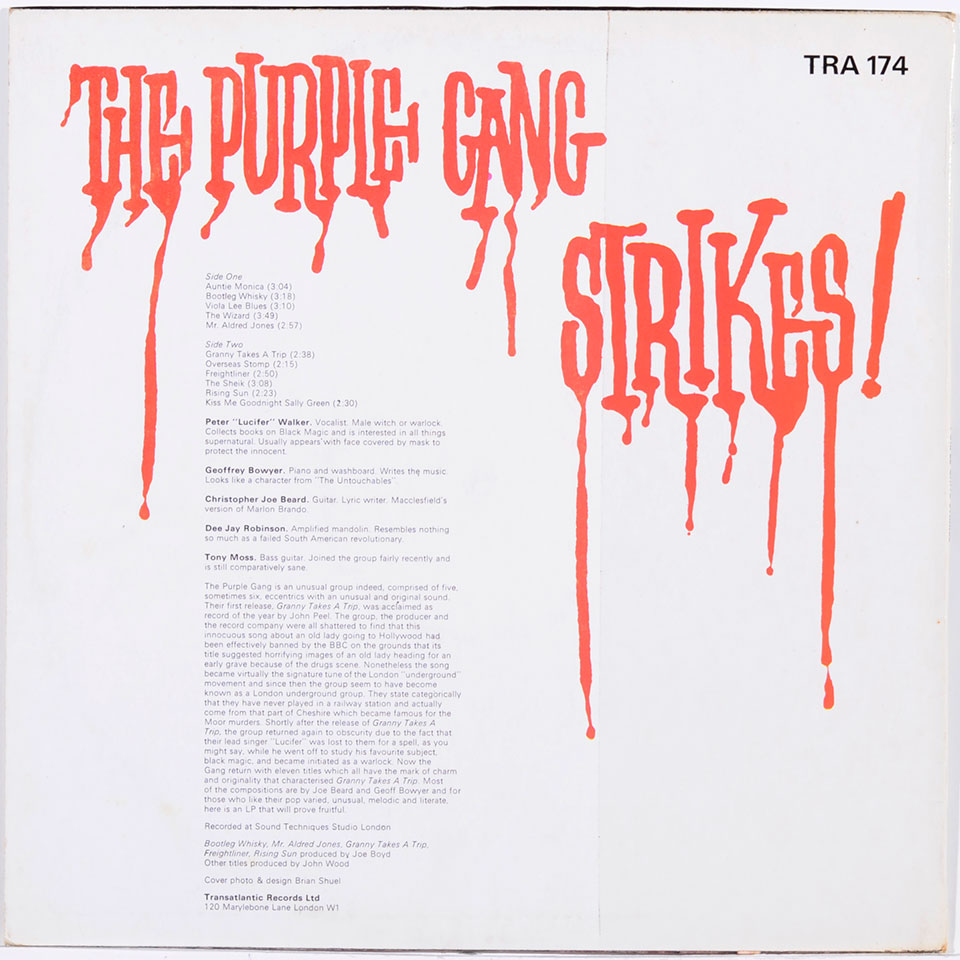 TRA 174
THE PURPLE GANG
STRIKES!
Side One
Auntie Monica (3:04)
Bootleg Whisky (3:18)
Viola Lee Blues (3:10)
The Wizard (3:49)
Mr. Aldred Jones (2:57)
Side Two
Granny Takes A Trip (2:38)
Overseas Stomp (2:15)
Freightliner (2:50)
The Sheik (3:08)
Rising Sun (2:23)
Kiss Me Goodnight Sally Green (2:30)
Peter "Lucifer" Walker. Vocalist. Male witch or warlock.
Collects books on Black Magic and is interested in all things
supernatural. Usually appears with face covered by mask to
protect the innocent.
Geoffrey Bowyer. Piano and washboard. Writes the music.
Looks like a character from "The Untouchables".
Christopher Joe Beard. Guitar. Lyric writer. Macclesfield's
version of Marlon Brando.
Dee Jay Robinson. Amplified mandolin. Resembles nothing
so much as a failed South American revolutionary.
Tony Moss. Bass guitar. Joined the group fairly recently and
is still comparatively sane.
The Purple Gang is an unusual group indeed, comprised of five,
sometimes six, eccentrics with an unusual and original sound.
Their first release, Granny Takes A Trip, was acclaimed as
record of the year by John Peel. The group, the producer and
the record company were all shattered to find that this
innocuous song about an old lady going to Hollywood had
been effectively banned by the BBC on the grounds that its
title suggested horrifying images of an old lady heading for an
early grave because of the drugs scene. Nonetheless the song
became virtually the signature tune of the London "underground"
movement and since then the group seem to have become
known as a London underground group. They state categorically
that they have never played in a railway station and actually
come from that part of Cheshire which became famous for the
Moor murders. Shortly after the release of Granny Takes A
Trip, the group returned again to obscurity due to the fact that
their lead singer "Lucifer" was lost to them for a spell, as you
might say, while he went off to study his favourite subject,
black magic, and became initiated as a warlock. Now the
Gang return with eleven titles which all have the mark of charm
and originality that characterised Granny Takes A Trip. Most
of the compositions are by Joe Beard and Geoff Bowyer and for
those who like their pop varied, unusual, melodic and literate,
here is an LP that will prove fruitful.
Recorded at Sound Techniques Studio London
Bootleg Whisky, Mr. Aldred Jones, Granny Takes A Trip,
Freightliner, Rising Sun produced by Joe Boyd
Other titles produced by John Wood
Cover photo & design Brian Shuel
Transatlantic Records Ltd
120 Marylebone Lane London W1